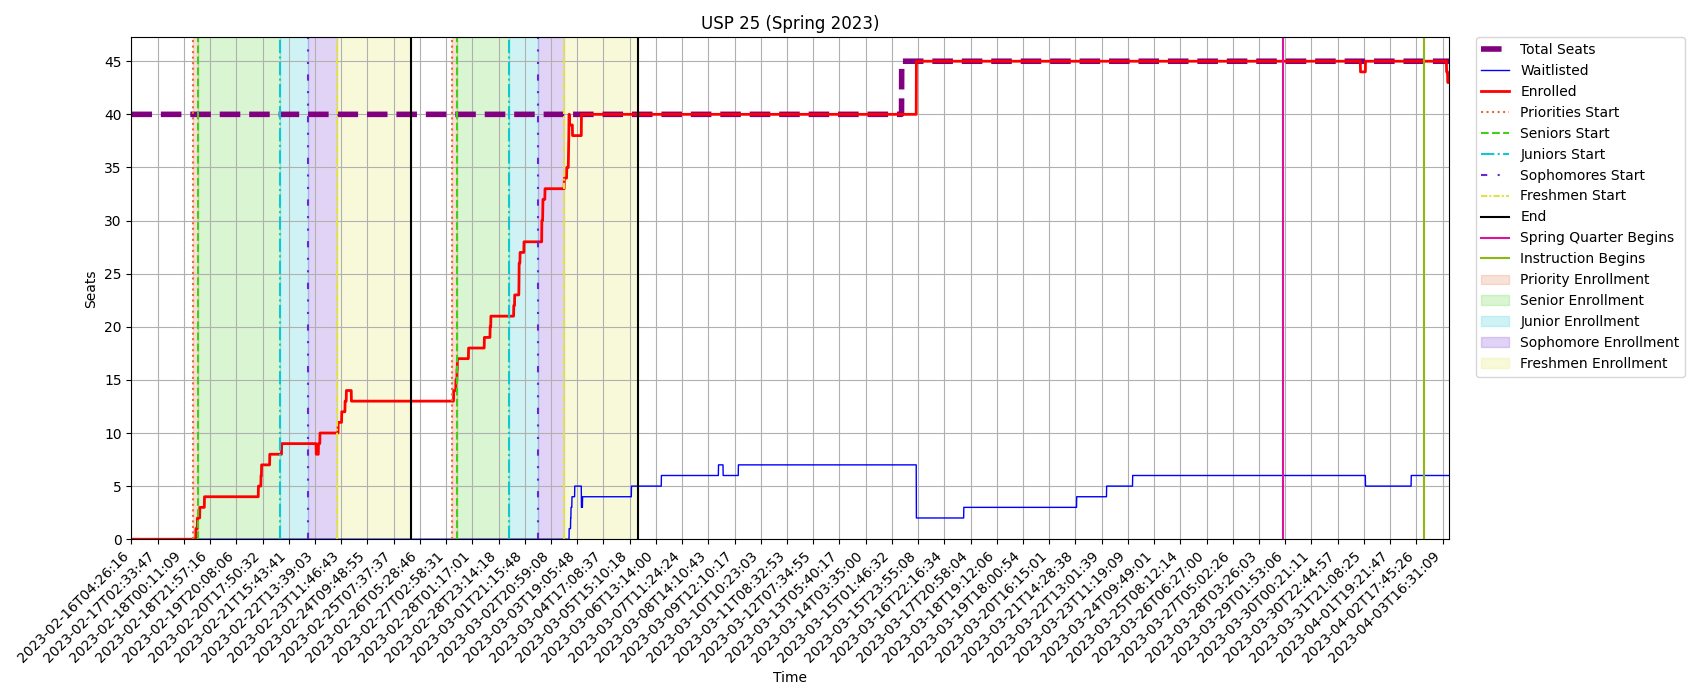 USP 25 (Spring 2023)
Seats
45
40
35
30
25
20
15
10
5
0
2023-02-16T04:26:16
2023-02-17T02:33:47
2023-02-18T00:11:09
2023-02-18T21:57:16
2023-02-19T20:08:06
2023-02-20T17:50:32
2023-02-21T15:43:41
2023-02-22T13:39:03
2023-02-23T11:46:43
2023-02-24T09:48:55
2023-02-25T07:37:37
2023-02-26T05:28:46
2023-02-27T02:58:31
2023-02-28T01:17:01
2023-02-28T23:14:18
2023-03-01T21:15:48
2023-03-02T20:59:08
2023-03-03T19:05:48
2023-03-04T17:08:37
2023-03-05T15:10:18
2023-03-06T13:14:00
2023-03-07T11:24:24
2023-03-08T14:10:43
2023-03-09T12:10:17
2023-03-10T10:23:03
2023-03-11T08:32:53
2023-03-12T07:34:55
2023-03-13T05:40:17
2023-03-14T03:35:00
2023-03-15T01:46:32
2023-03-15T23:55:08
2023-03-16T22:16:34
2023-03-17T20:58:04
2023-03-18T19:12:06
2023-03-19T18:00:54
2023-03-20T16:15:01
2023-03-21T14:28:38
2023-03-22T13:01:39
2023-03-23T11:19:09
2023-03-24T09:49:01
2023-03-25T08:12:14
2023-03-26T06:27:00
2023-03-27T05:02:26
2023-03-28T03:26:03
2023-03-29T01:53:06
2023-03-30T00:21:11
2023-03-30T22:44:57
2023-03-31T21:08:25
2023-04-01T19:21:47
2023-04-02T17:45:26
2023-04-03T16:31:09
Time
Total Seats
Waitlisted
Enrolled
Priorities Start
Seniors Start
Juniors Start
Sophomores Start
Freshmen Start
End
Spring Quarter Begins
Instruction Begins
Priority Enrollment
Senior Enrollment
Junior Enrollment
Sophomore Enrollment
Freshmen Enrollment